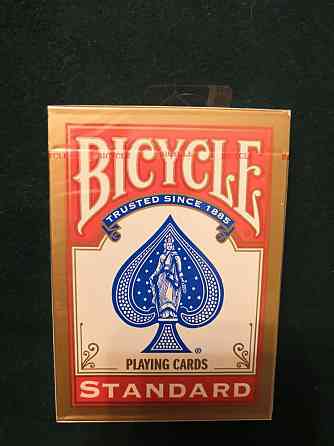 BICYCLE
TRUSTED SINCE 1885
®
PLAYING CARDS
STANDARD